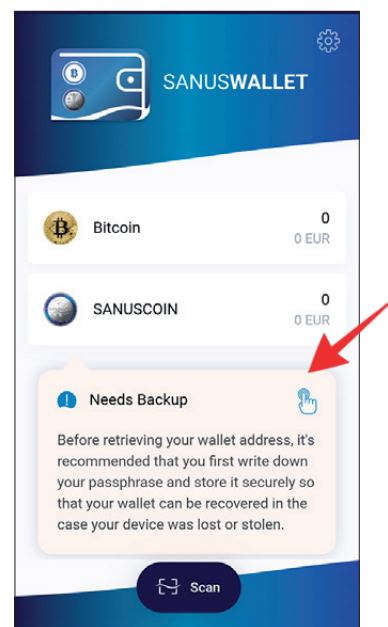 SANUSWALLET
Bitcoin
0
0 EUR
SANUSCOIN
0
0 EUR
Needs Backup
Before retrieving your wallet address, it's
recommended that you first write down
your passphrase and store it securely so
that your wallet can be recovered in the
case your device was lost or stolen.
Scan